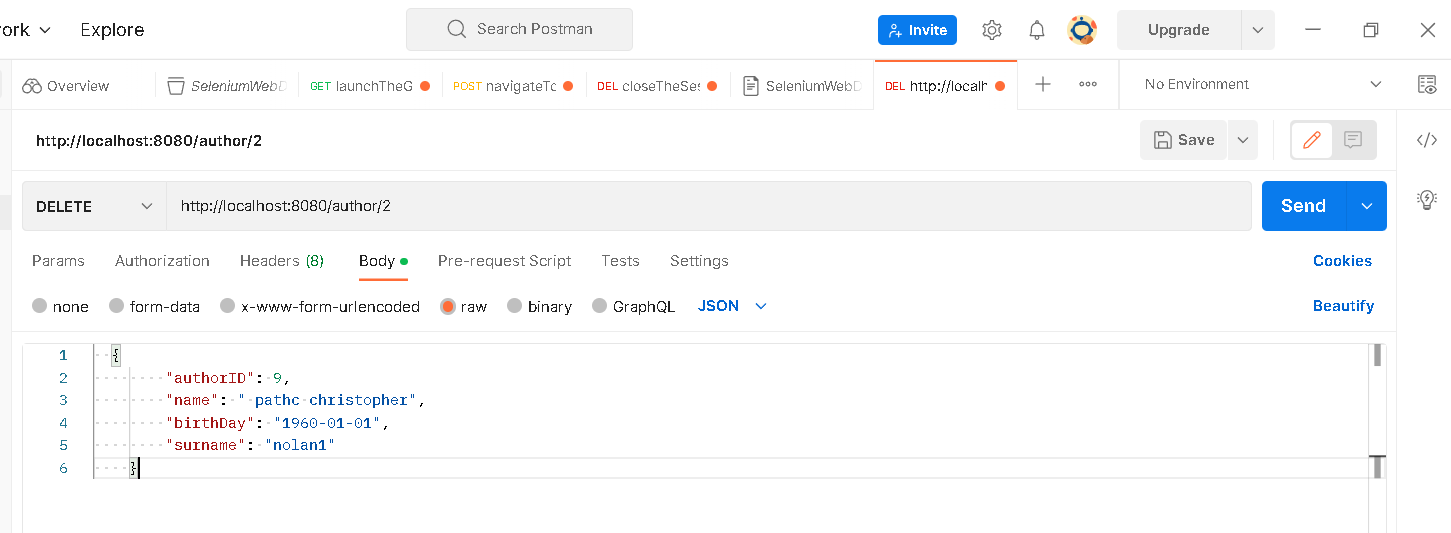 ork Explore Search Postman Invite Upgrade
Overview SeleniumWebD GET launchTheG POST navigateTo DEL closeTheSes SeleniumWebD DEL http://localh No Environment
http://localhost:8080/author/2 Save
DELETE http://localhost:8080/author/2 Send
Params Authorization Headers (8) Body Pre-request Script Tests Settings Cookies
none form-data x-www-form-urlencoded raw binary GraphQL JSON Beautify
1 {
2 "authorID": 9,
3 "name": " pathc christopher",
4 "birthDay": "1960-01-01",
5 "surname": "nolan1"
6 }